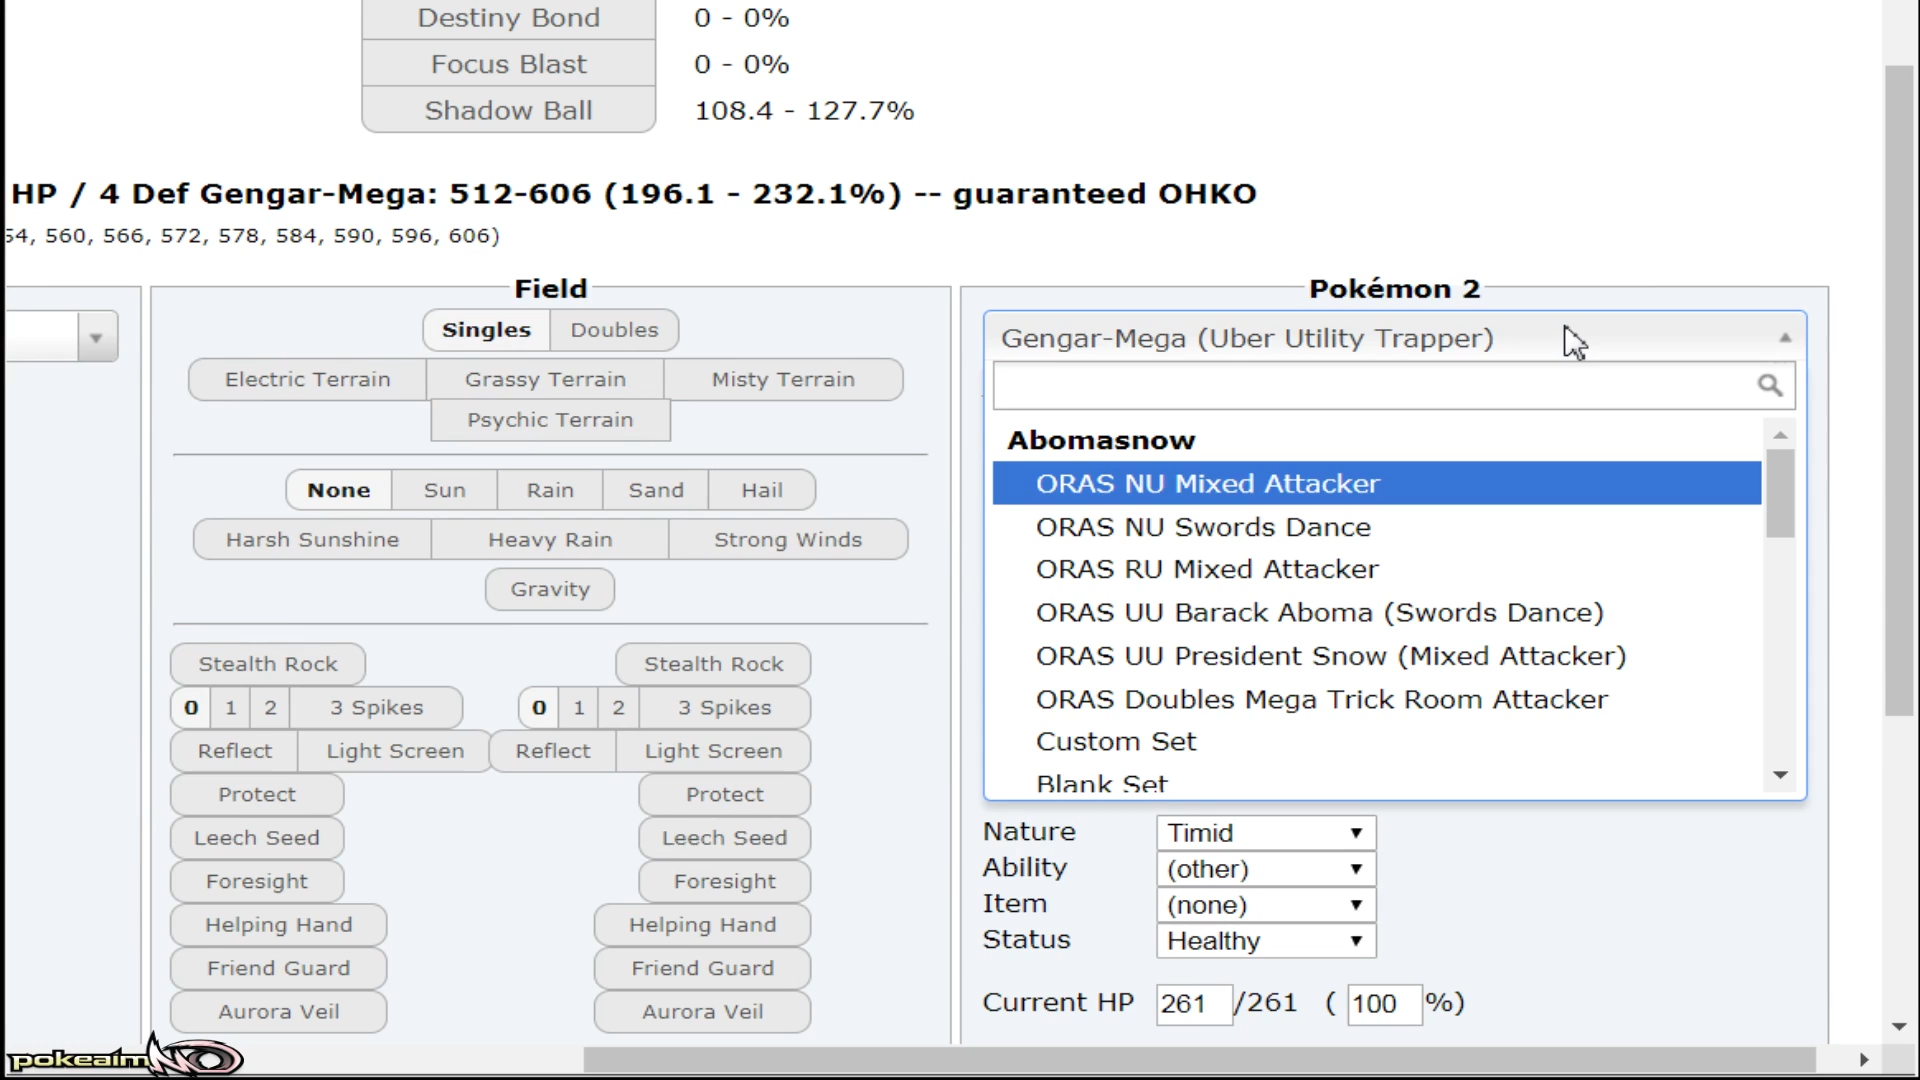 Destiny Bond 0 - 0%
Focus Blast 0 - 0%
Shadow Ball 108.4 - 127.7%
HP / 4 Def Gengar-Mega: 512-606 (196.1 - 232.1%) -- guaranteed OHKO
54, 560, 566, 572, 578, 584, 590, 596, 606)
Field
Singles Doubles
Electric Terrain Grassy Terrain Misty Terrain
Psychic Terrain
None Sun Rain Sand Hail
Harsh Sunshine Heavy Rain Strong Winds
Gravity
Stealth Rock Stealth Rock
0 1 2 3 Spikes 0 1 2 3 Spikes
Reflect Light Screen Reflect Light Screen
Protect Protect
Leech Seed Leech Seed
Foresight Foresight
Helping Hand Helping Hand
Friend Guard Friend Guard
Aurora Veil Aurora Veil
Pokémon 2
Gengar-Mega (Uber Utility Trapper)
Abomasnow
ORAS NU Mixed Attacker
ORAS NU Swords Dance
ORAS RU Mixed Attacker
ORAS UU Barack Aboma (Swords Dance)
ORAS UU President Snow (Mixed Attacker)
ORAS Doubles Mega Trick Room Attacker
Custom Set
Blank Set
Nature Timid
Ability (other)
Item (none)
Status Healthy
Current HP 261 /261 ( 100 %)
pokeaimMD